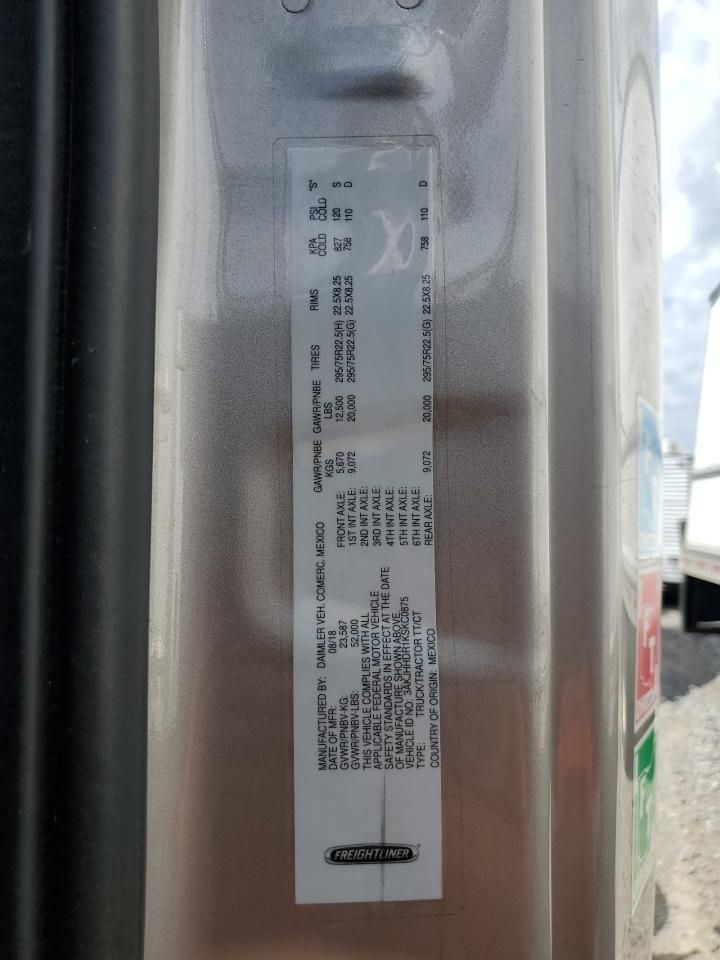 FREIGHTLINER
MANUFACTURED BY: DAIMLER VEH. COMERC. MEXICO
DATE OF MFR: 08/18
GVWR/PNBV-KG: 23,587
GVWR/PNBV-LBS: 52,000
THIS VEHICLE COMPLIES WITH ALL
APPLICABLE FEDERAL MOTOR VEHICLE
SAFETY STANDARDS IN EFFECT AT THE DATE
OF MANUFACTURE SHOWN ABOVE.
VEHICLE ID NO.: 3AKJHHDR1KSKC0875
TYPE: TRUCK/TRACTOR TT/CT
COUNTRY OF ORIGIN: MEXICO
GAWR/PNBE GAWR/PNBE TIRES RIMS KPA PSI "S"
KGS LBS COLD COLD
FRONT AXLE: 5,670 12,500 295/75R22.5(H) 22.5X8.25 827 120 S
1ST INT AXLE: 9,072 20,000 295/75R22.5(G) 22.5X8.25 758 110 D
2ND INT AXLE:
3RD INT AXLE:
4TH INT AXLE:
5TH INT AXLE:
6TH INT AXLE:
REAR AXLE: 9,072 20,000 295/75R22.5(G) 22.5X8.25 758 110 D